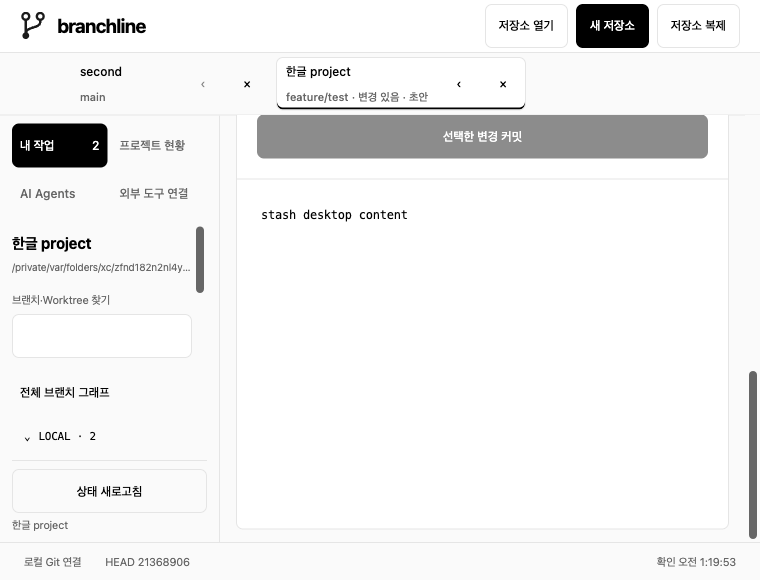 branchline
저장소 열기
새 저장소
저장소 복제
second
main
한글 project
feature/test · 변경 있음 · 초안
내 작업 2
프로젝트 현황
AI Agents
외부 도구 연결
한글 project
/private/var/folders/xc/zfnd182n2nl4y...
브랜치·Worktree 찾기
전체 브랜치 그래프
LOCAL · 2
상태 새로고침
한글 project
선택한 변경 커밋
stash desktop content
로컬 Git 연결
HEAD 21368906
확인 오전 1:19:53